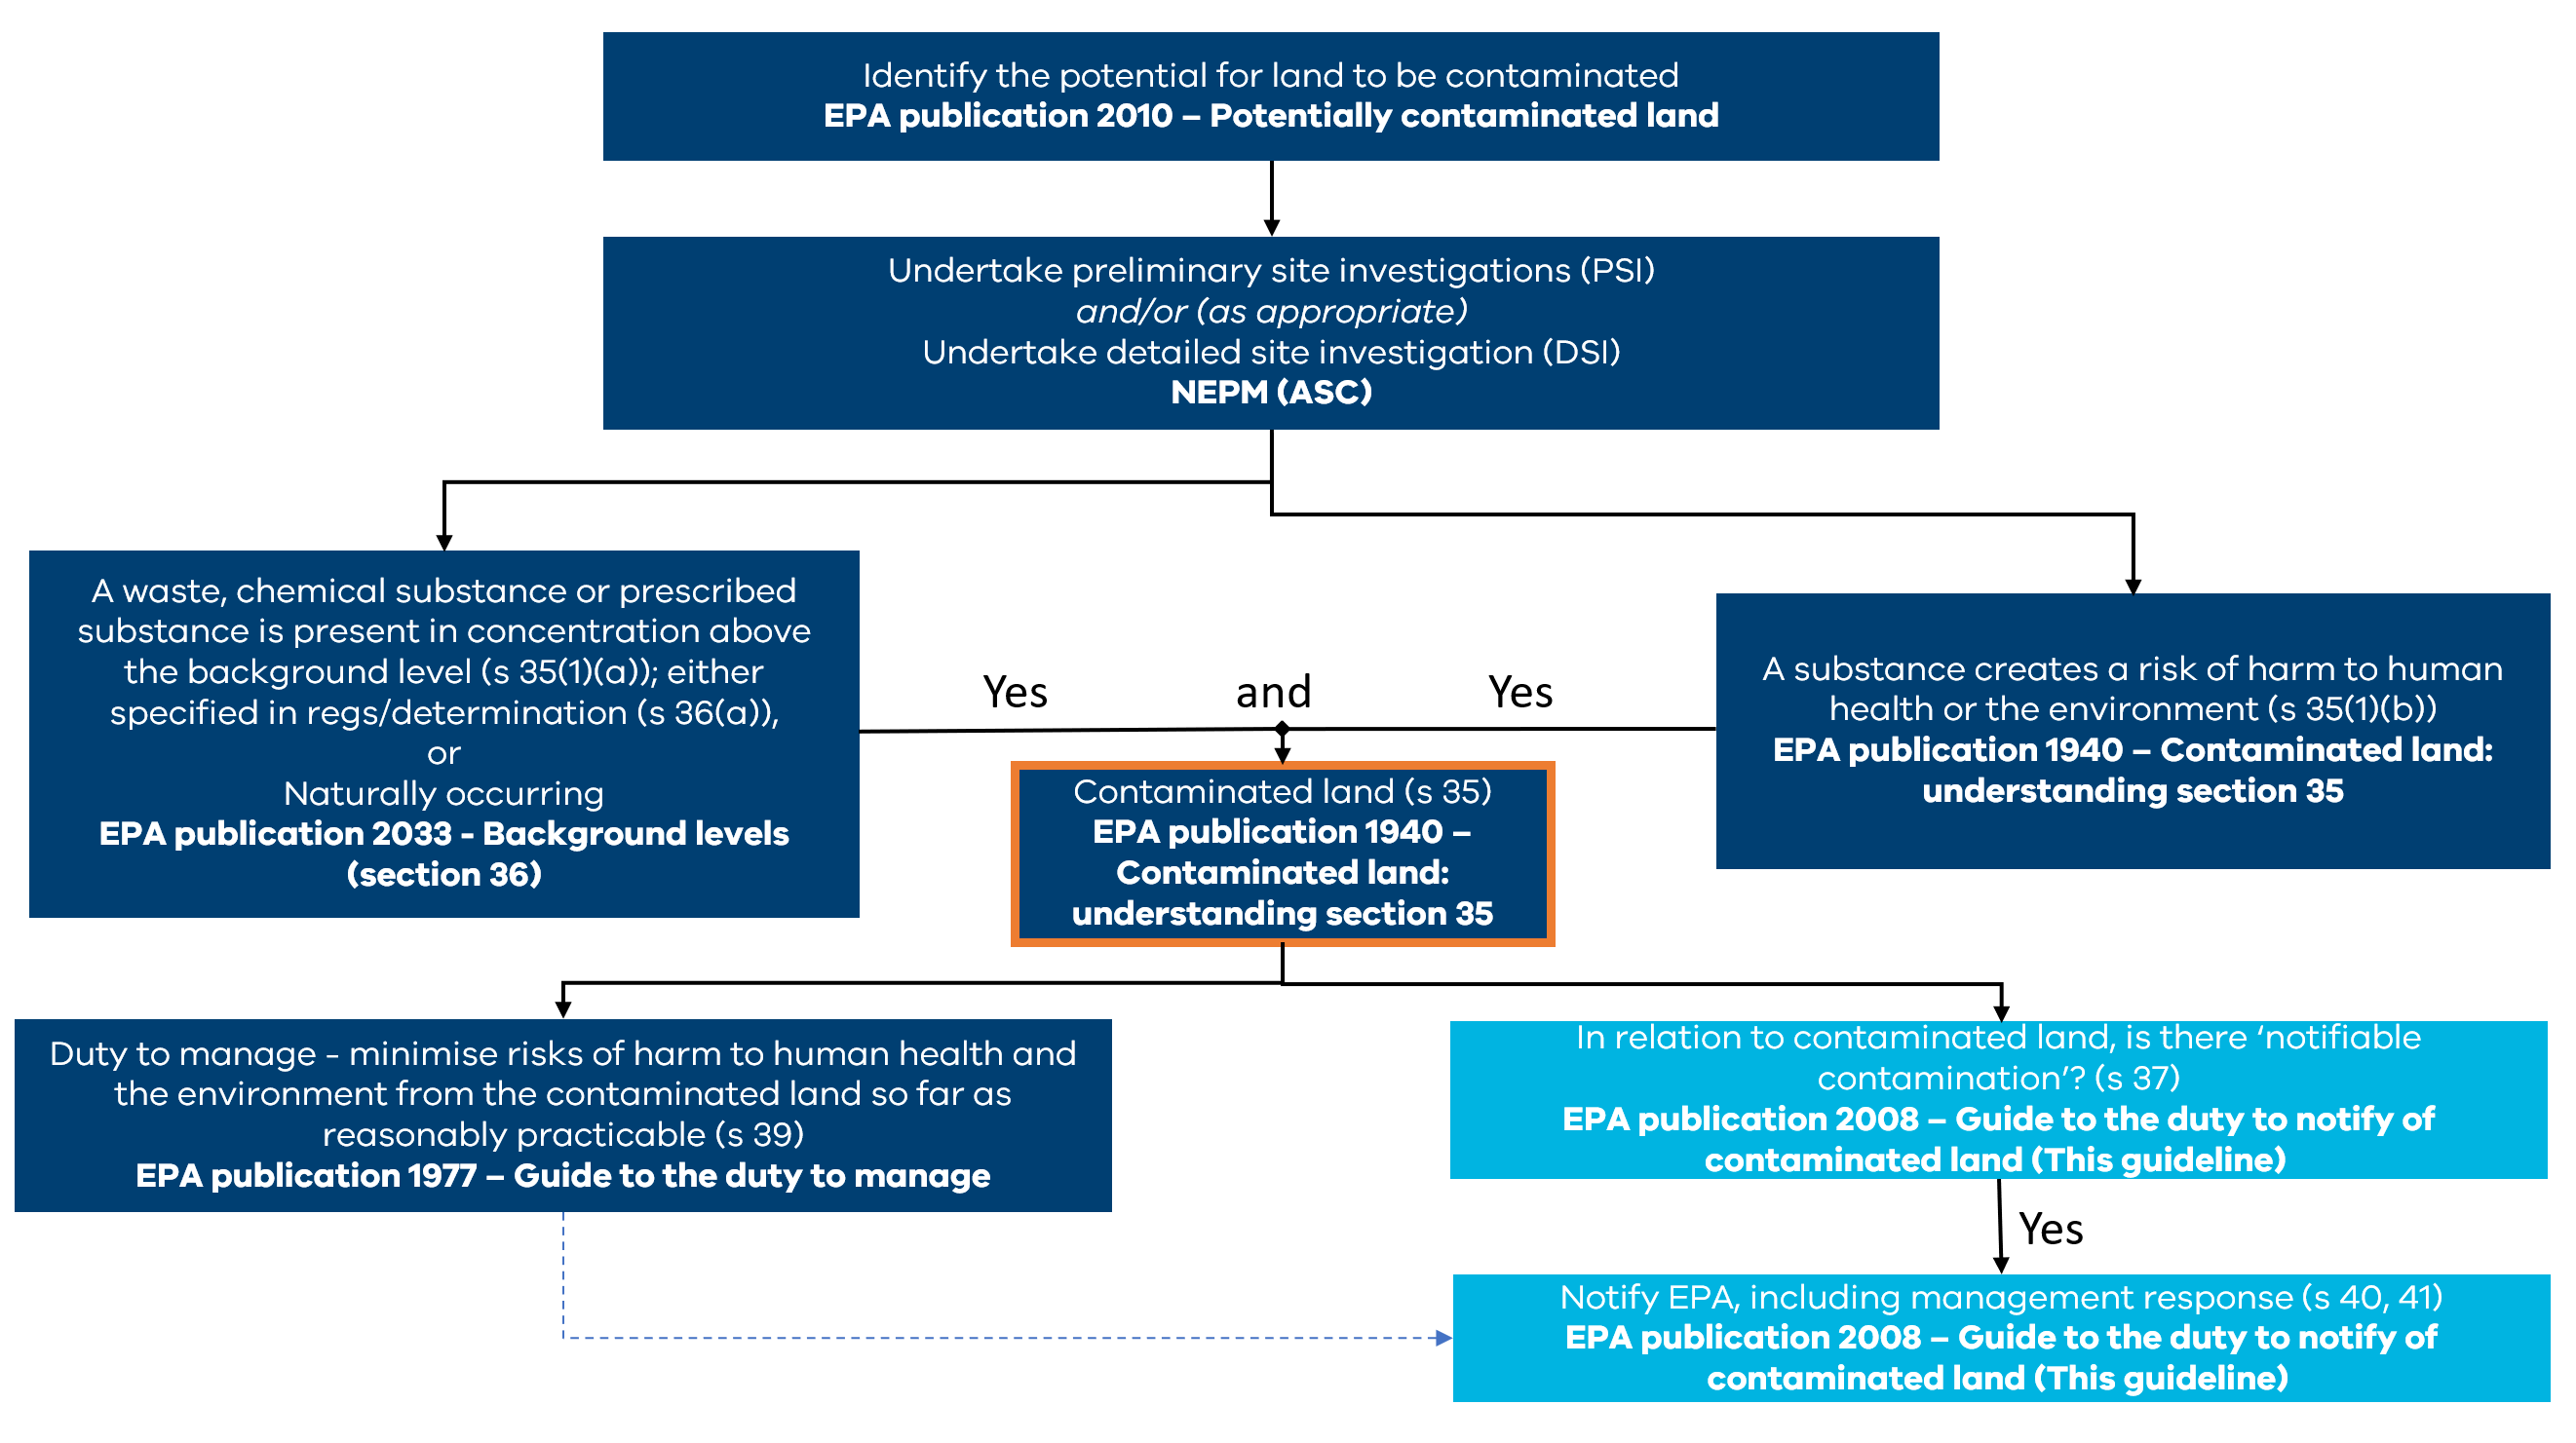 Identify the potential for land to be contaminated
EPA publication 2010 – Potentially contaminated land
Undertake preliminary site investigations (PSI)
and/or (as appropriate)
Undertake detailed site investigation (DSI)
NEPM (ASC)
A waste, chemical substance or prescribed
substance is present in concentration above
the background level (s 35(1)(a)); either
specified in regs/determination (s 36(a)),
or
Naturally occurring
EPA publication 2033 - Background levels
(section 36)
Yes and Yes
A substance creates a risk of harm to human
health or the environment (s 35(1)(b))
EPA publication 1940 – Contaminated land:
understanding section 35
Contaminated land (s 35)
EPA publication 1940 –
Contaminated land:
understanding section 35
Duty to manage - minimise risks of harm to human health and
the environment from the contaminated land so far as
reasonably practicable (s 39)
EPA publication 1977 – Guide to the duty to manage
In relation to contaminated land, is there ‘notifiable
contamination’? (s 37)
EPA publication 2008 – Guide to the duty to notify of
contaminated land (This guideline)
Yes
Notify EPA, including management response (s 40, 41)
EPA publication 2008 – Guide to the duty to notify of
contaminated land (This guideline)